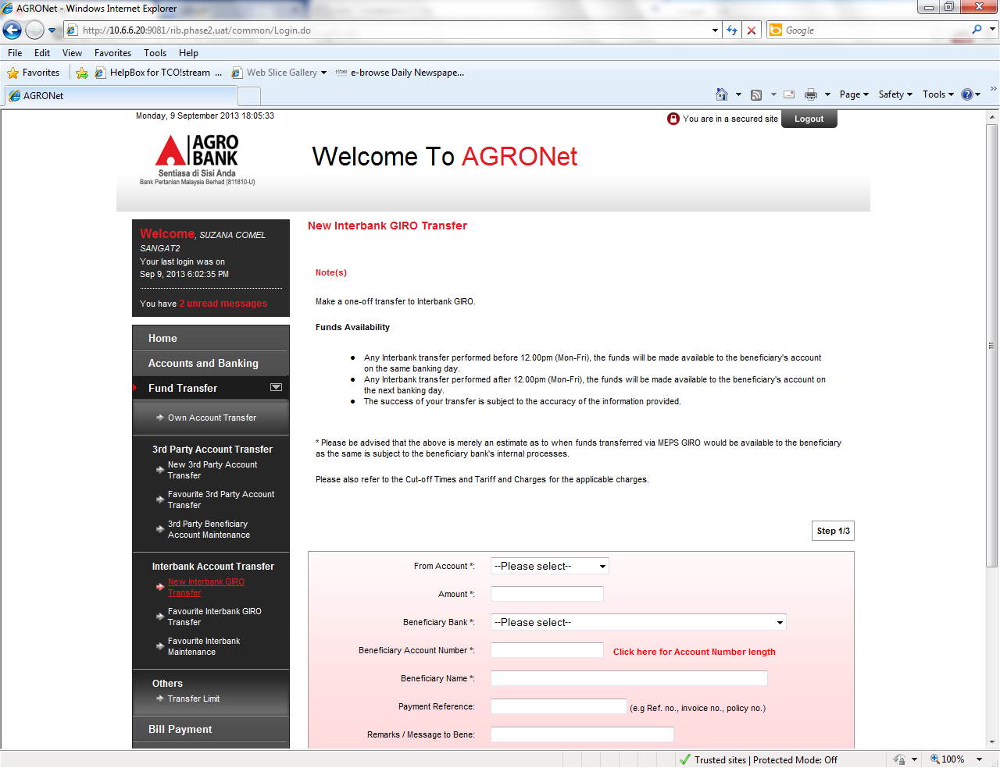 AGRONet - Windows Internet Explorer
http://10.6.6.20:9081/rib.phase2.uat/common/Login.do
Google
File Edit View Favorites Tools Help
Favorites HelpBox for TCO!stream ... Web Slice Gallery e-browse Daily Newspape...
AGRONet
Page Safety Tools
Monday, 9 September 2013 18:05:33
You are in a secured site
Logout
AGRO
BANK
Sentiasa di Sisi Anda
Bank Pertanian Malaysia Berhad (811810-U)
Welcome To AGRONet
Welcome, SUZANA COMEL
SANGAT2
Your last login was on
Sep 9, 2013 6:02:35 PM
You have 2 unread messages
Home
Accounts and Banking
Fund Transfer
Own Account Transfer
3rd Party Account Transfer
New 3rd Party Account
Transfer
Favourite 3rd Party Account
Transfer
3rd Party Beneficiary
Account Maintenance
Interbank Account Transfer
New Interbank GIRO
Transfer
Favourite Interbank GIRO
Transfer
Favourite Interbank
Maintenance
Others
Transfer Limit
Bill Payment
New Interbank GIRO Transfer
Note(s)
Make a one-off transfer to Interbank GIRO.
Funds Availability
● Any Interbank transfer performed before 12.00pm (Mon-Fri), the funds will be made available to the beneficiary's account
on the same banking day.
● Any Interbank transfer performed after 12.00pm (Mon-Fri), the funds will be made available to the beneficiary's account on
the next banking day.
● The success of your transfer is subject to the accuracy of the information provided.
* Please be advised that the above is merely an estimate as to when funds transferred via MEPS GIRO would be available to the beneficiary
as the same is subject to the beneficiary bank's internal processes.
Please also refer to the Cut-off Times and Tariff and Charges for the applicable charges.
Step 1/3
From Account *: --Please select--
Amount *:
Beneficiary Bank *: --Please select--
Beneficiary Account Number *: Click here for Account Number length
Beneficiary Name *:
Payment Reference: (e.g Ref. no., invoice no., policy no.)
Remarks / Message to Bene:
Trusted sites | Protected Mode: Off
100%